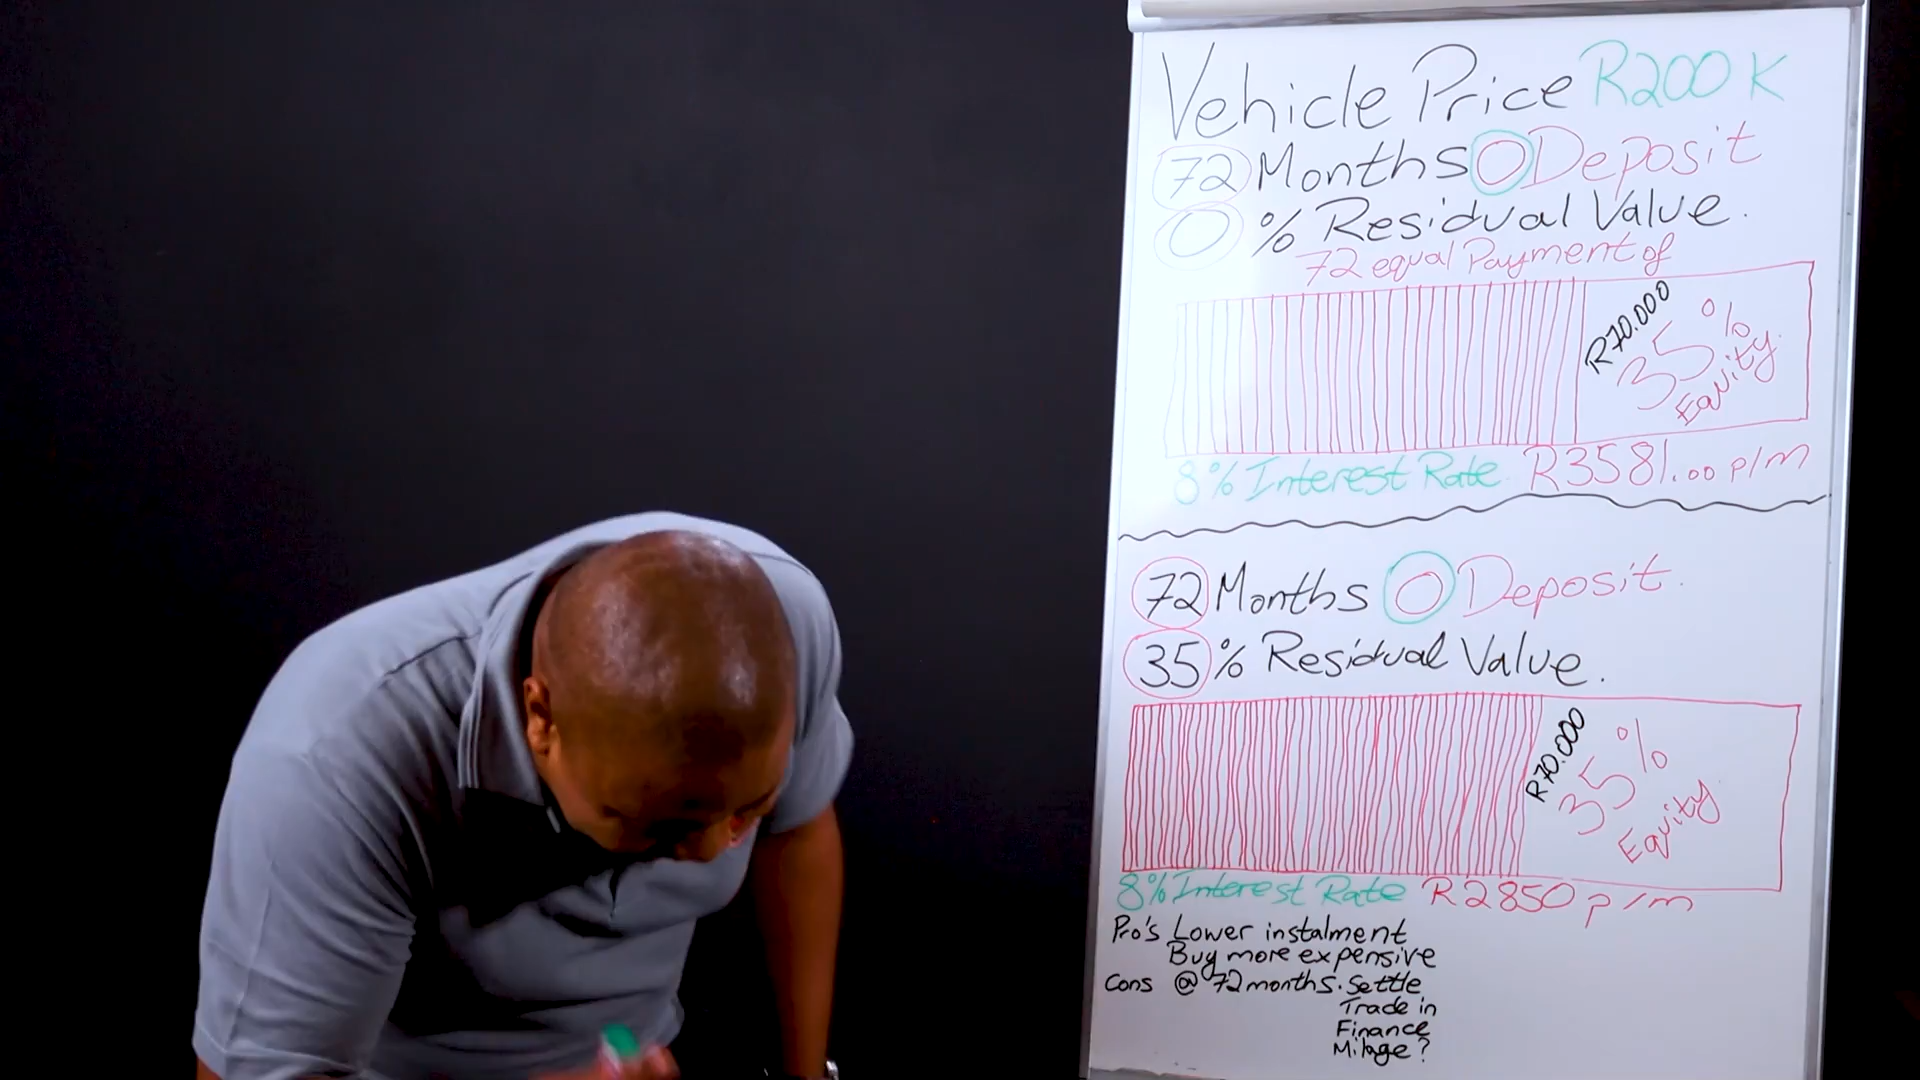 Vehicle Price R200 K
72 Months 0 Deposit
0 % Residual Value.
72 equal Payment of
R70.000
35%
Equity
8% Interest Rate R3581.00 p/m
72 Months 0 Deposit.
35 % Residual Value.
R70.000
35%
Equity
8% Interest Rate R2850 p/m
Pro's Lower instalment
Buy more expensive
Cons @ 72 months. Settle
Trade in
Finance
Milage?